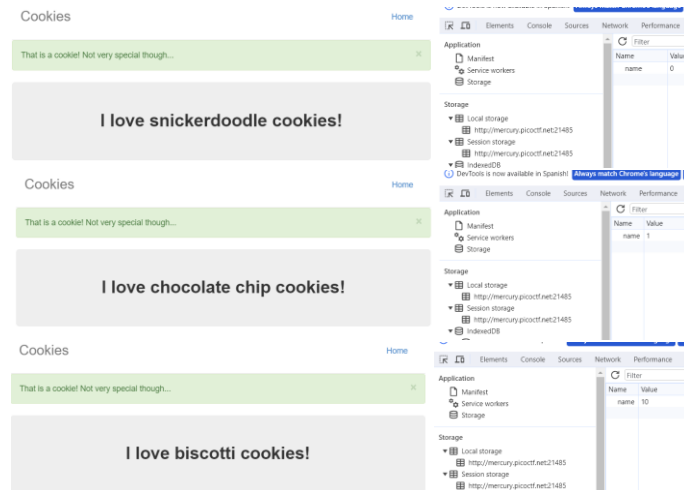 Cookies
Home
That is a cookie! Not very special though...
×
I love snickerdoodle cookies!
Always match Chrome's language
Elements Console Sources Network Performance
Application
Manifest
Service workers
Storage
Filter
Name Value
name 0
Storage
Local storage
http://mercury.picoctf.net:21485
Session storage
http://mercury.picoctf.net:21485
IndexedDB
Cookies
Home
That is a cookie! Not very special though...
×
I love chocolate chip cookies!
DevTools is now available in Spanish! Always match Chrome's language
Elements Console Sources Network Performance
Application
Manifest
Service workers
Storage
Filter
Name Value
name 1
Storage
Local storage
http://mercury.picoctf.net:21485
Session storage
http://mercury.picoctf.net:21485
IndexedDB
Cookies
Home
That is a cookie! Not very special though...
×
I love biscotti cookies!
Elements Console Sources Network Performance
Application
Manifest
Service workers
Storage
Filter
Name Value
name 10
Storage
Local storage
http://mercury.picoctf.net:21485
Session storage
http://mercury.picoctf.net:21485